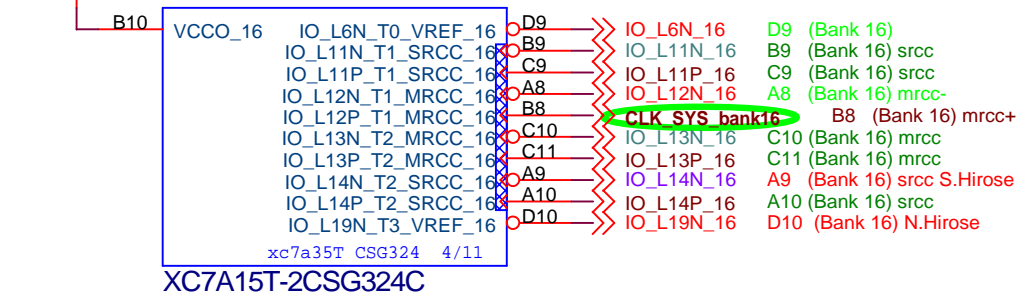 B10 VCCO_16 IO_L6N_T0_VREF_16 D9 IO_L6N_16 D9 (Bank 16)
IO_L11N_T1_SRCC_16 B9 IO_L11N_16 B9 (Bank 16) srcc
IO_L11P_T1_SRCC_16 C9 IO_L11P_16 C9 (Bank 16) srcc
IO_L12N_T1_MRCC_16 A8 IO_L12N_16 A8 (Bank 16) mrcc-
IO_L12P_T1_MRCC_16 B8 CLK_SYS_bank16 B8 (Bank 16) mrcc+
IO_L13N_T2_MRCC_16 C10 IO_L13N_16 C10 (Bank 16) mrcc
IO_L13P_T2_MRCC_16 C11 IO_L13P_16 C11 (Bank 16) mrcc
IO_L14N_T2_SRCC_16 A9 IO_L14N_16 A9 (Bank 16) srcc S.Hirose
IO_L14P_T2_SRCC_16 A10 IO_L14P_16 A10 (Bank 16) srcc
IO_L19N_T3_VREF_16 D10 IO_L19N_16 D10 (Bank 16) N.Hirose
xc7a35T CSG324 4/11
XC7A15T-2CSG324C